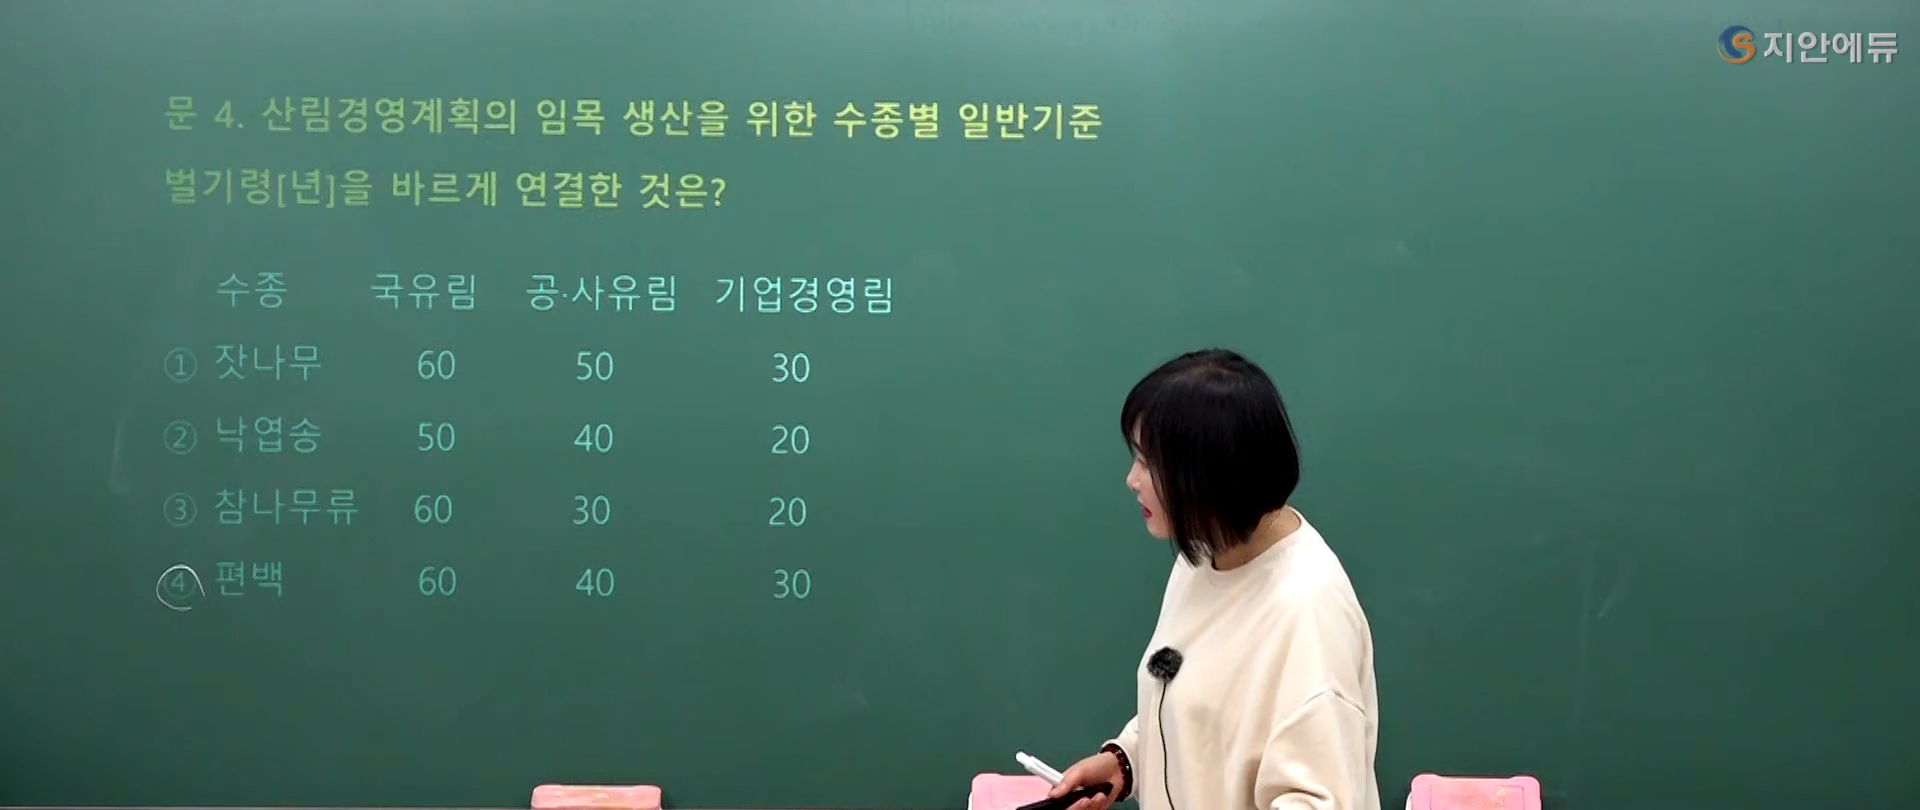 지안에듀
문 4. 산림경영계획의 임목 생산을 위한 수종별 일반기준
벌기령[년]을 바르게 연결한 것은?
수종 국유림 공·사유림 기업경영림
① 잣나무 60 50 30
② 낙엽송 50 40 20
③ 참나무류 60 30 20
④ 편백 60 40 30